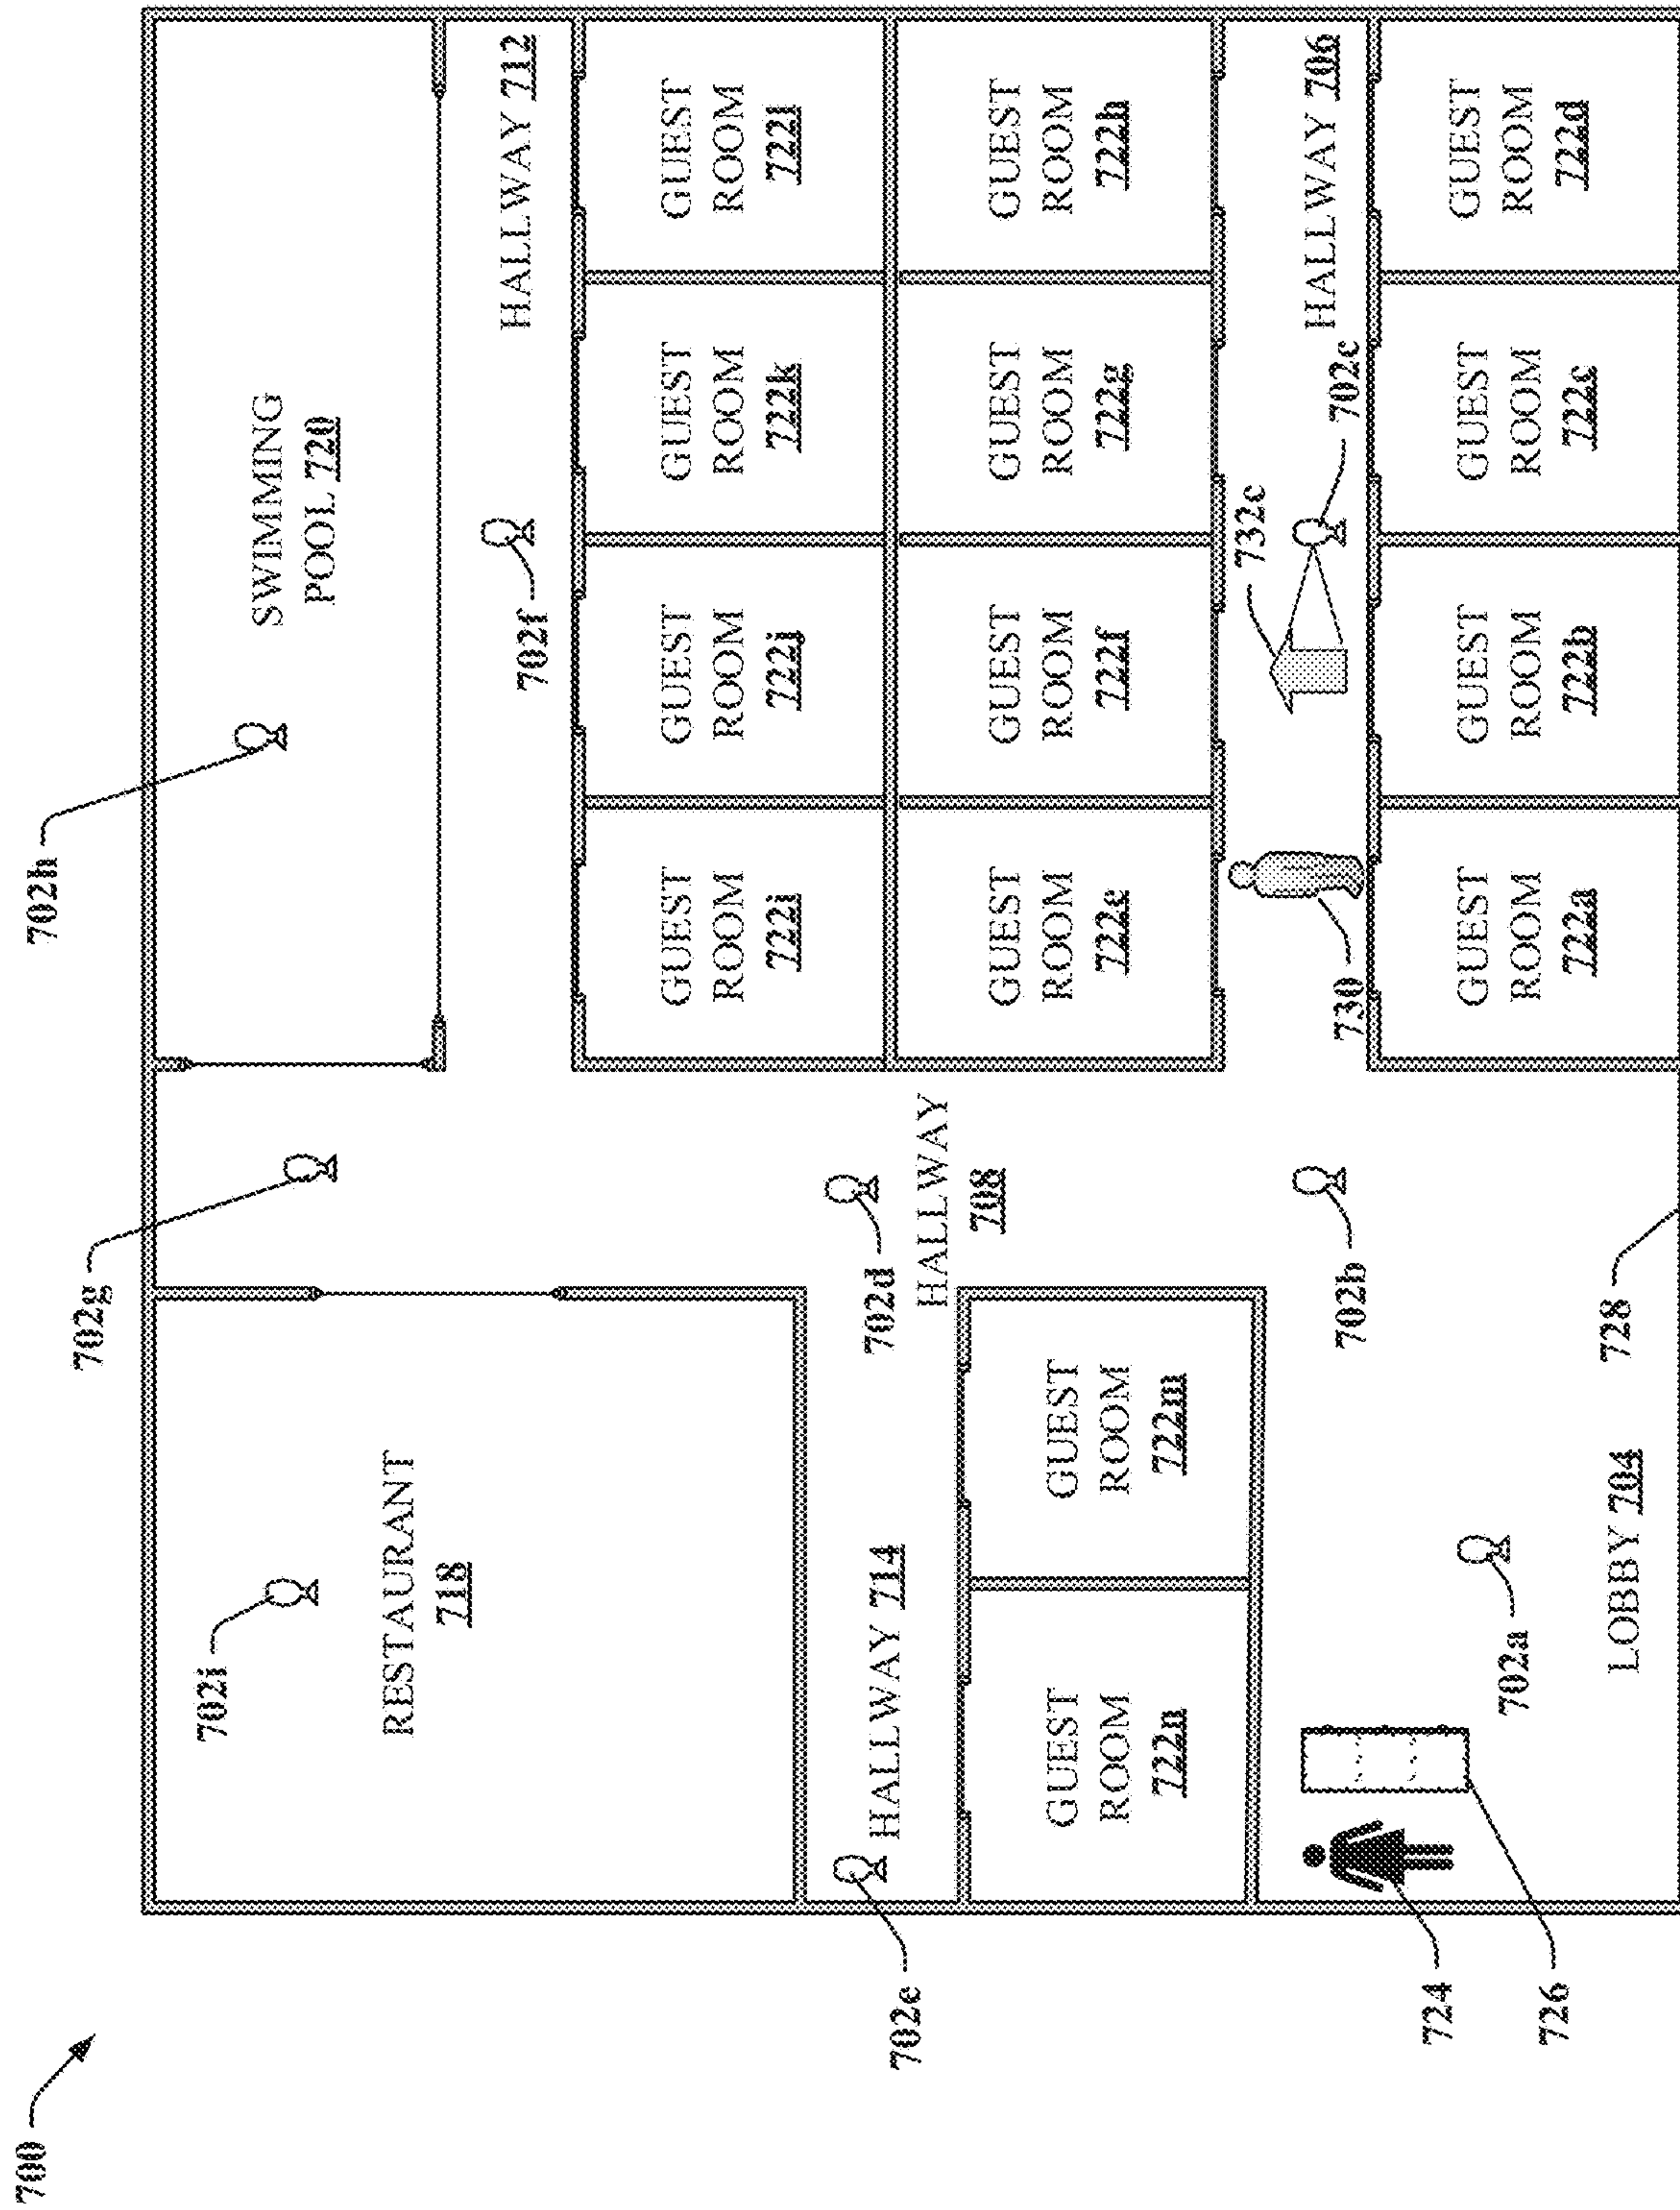 700
702i
702g
702h
RESTAURANT
718
SWIMMING
POOL 720
702f
HALLWAY 712
702e
HALLWAY 714
702d
HALLWAY
708
GUEST
ROOM
722i
GUEST
ROOM
722j
GUEST
ROOM
722k
GUEST
ROOM
722l
GUEST
ROOM
722n
GUEST
ROOM
722m
GUEST
ROOM
722e
GUEST
ROOM
722f
GUEST
ROOM
722g
GUEST
ROOM
722h
724
726
702a
702b
730
732c
702c
HALLWAY 706
LOBBY 704
728
GUEST
ROOM
722a
GUEST
ROOM
722b
GUEST
ROOM
722c
GUEST
ROOM
722d